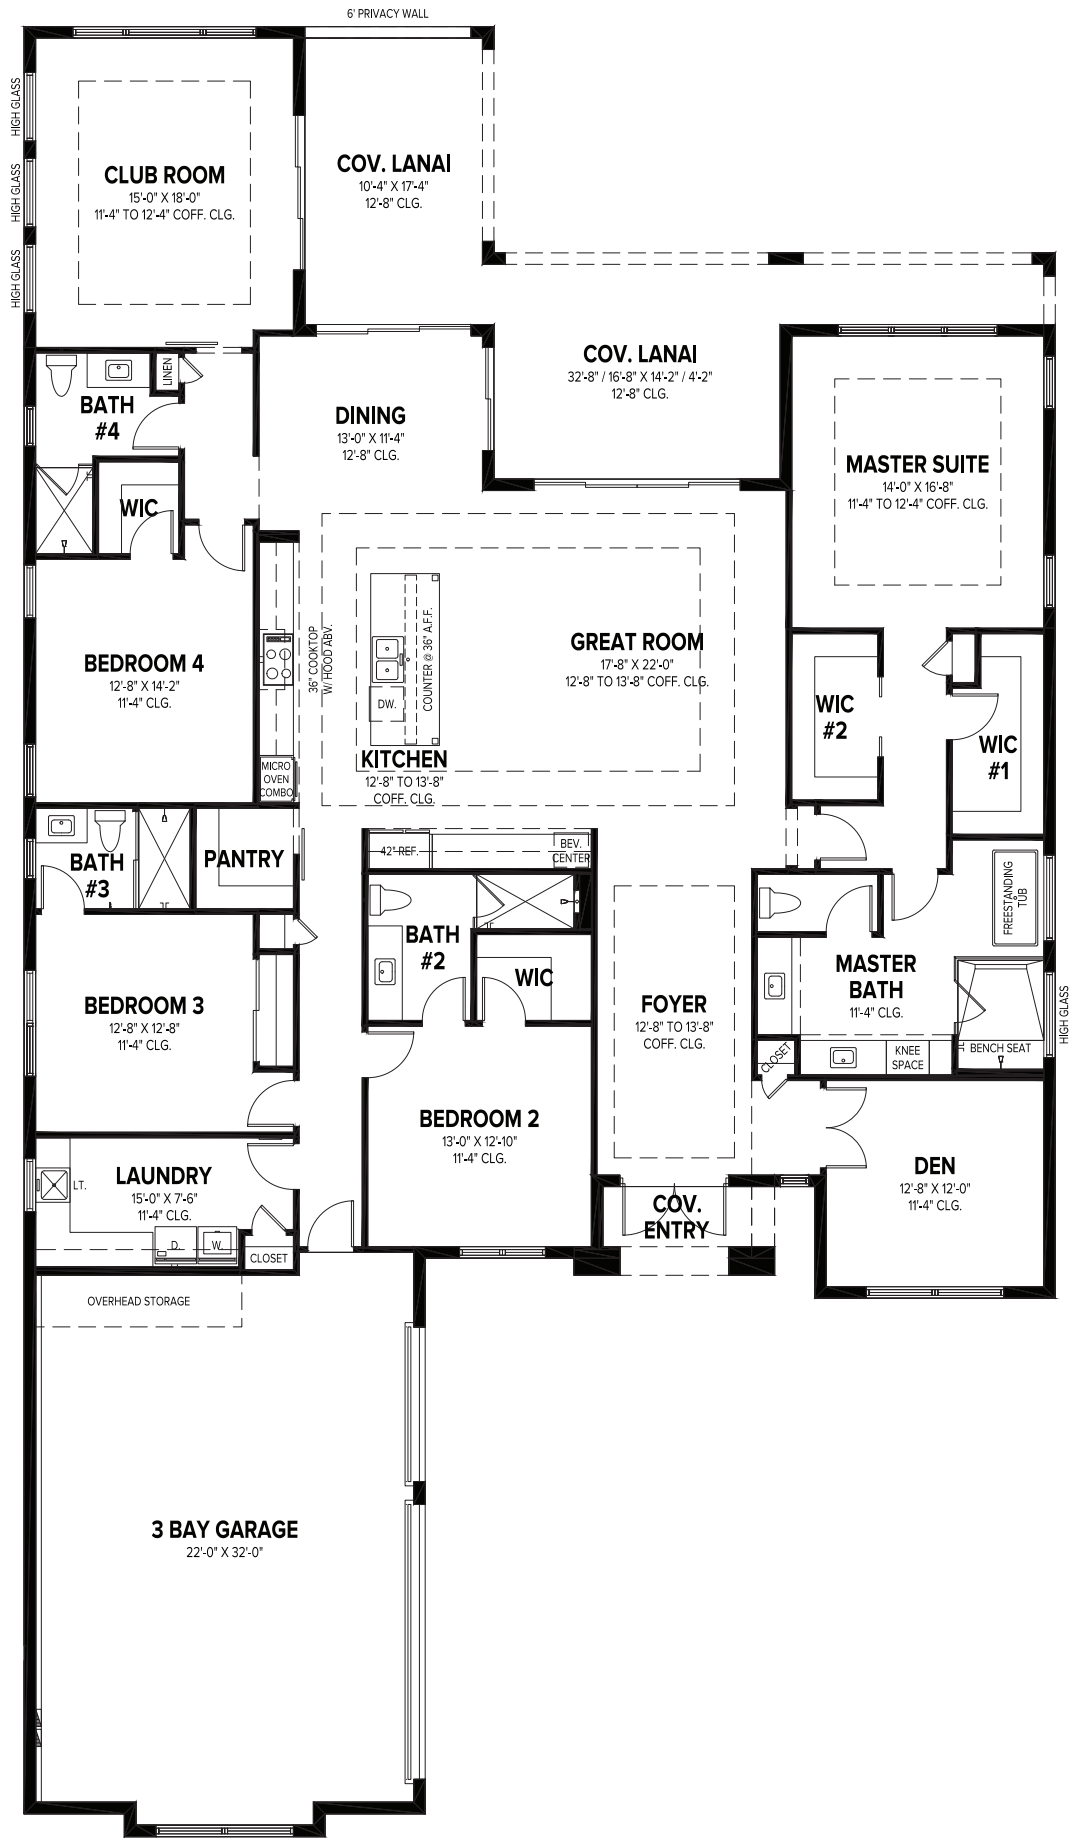 6' PRIVACY WALL
HIGH GLASS
HIGH GLASS
HIGH GLASS
CLUB ROOM
15'-0" X 18'-0"
11'-4" TO 12'-4" COFF. CLG.
COV. LANAI
10'-4" X 17'-4"
12'-8" CLG.
COV. LANAI
32'-8" / 16'-8" X 14'-2" / 4'-2"
12'-8" CLG.
LINEN
BATH
#4
DINING
13'-0" X 11'-4"
12'-8" CLG.
MASTER SUITE
14'-0" X 16'-8"
11'-4" TO 12'-4" COFF. CLG.
WIC
BEDROOM 4
12'-8" X 14'-2"
11'-4" CLG.
36" COOKTOP
W/ HOOD ABV.
COUNTER @ 36" A.F.F.
DW.
GREAT ROOM
17'-8" X 22'-0"
12'-8" TO 13'-8" COFF. CLG.
WIC
#2
WIC
#1
MICRO
OVEN
COMBO
KITCHEN
12'-8" TO 13'-8"
COFF. CLG.
BATH
#3
PANTRY
42" REF.
BEV.
CENTER
FREESTANDING
TUB
BATH
#2
WIC
MASTER
BATH
11'-4" CLG.
HIGH GLASS
BEDROOM 3
12'-8" X 12'-8"
11'-4" CLG.
FOYER
12'-8" TO 13'-8"
COFF. CLG.
CLOSET
KNEE
SPACE
BENCH SEAT
BEDROOM 2
13'-0" X 12'-10"
11'-4" CLG.
LAUNDRY
15'-0" X 7'-6"
11'-4" CLG.
LT.
D.
W.
CLOSET
DEN
12'-8" X 12'-0"
11'-4" CLG.
COV.
ENTRY
OVERHEAD STORAGE
3 BAY GARAGE
22'-0" X 32'-0"